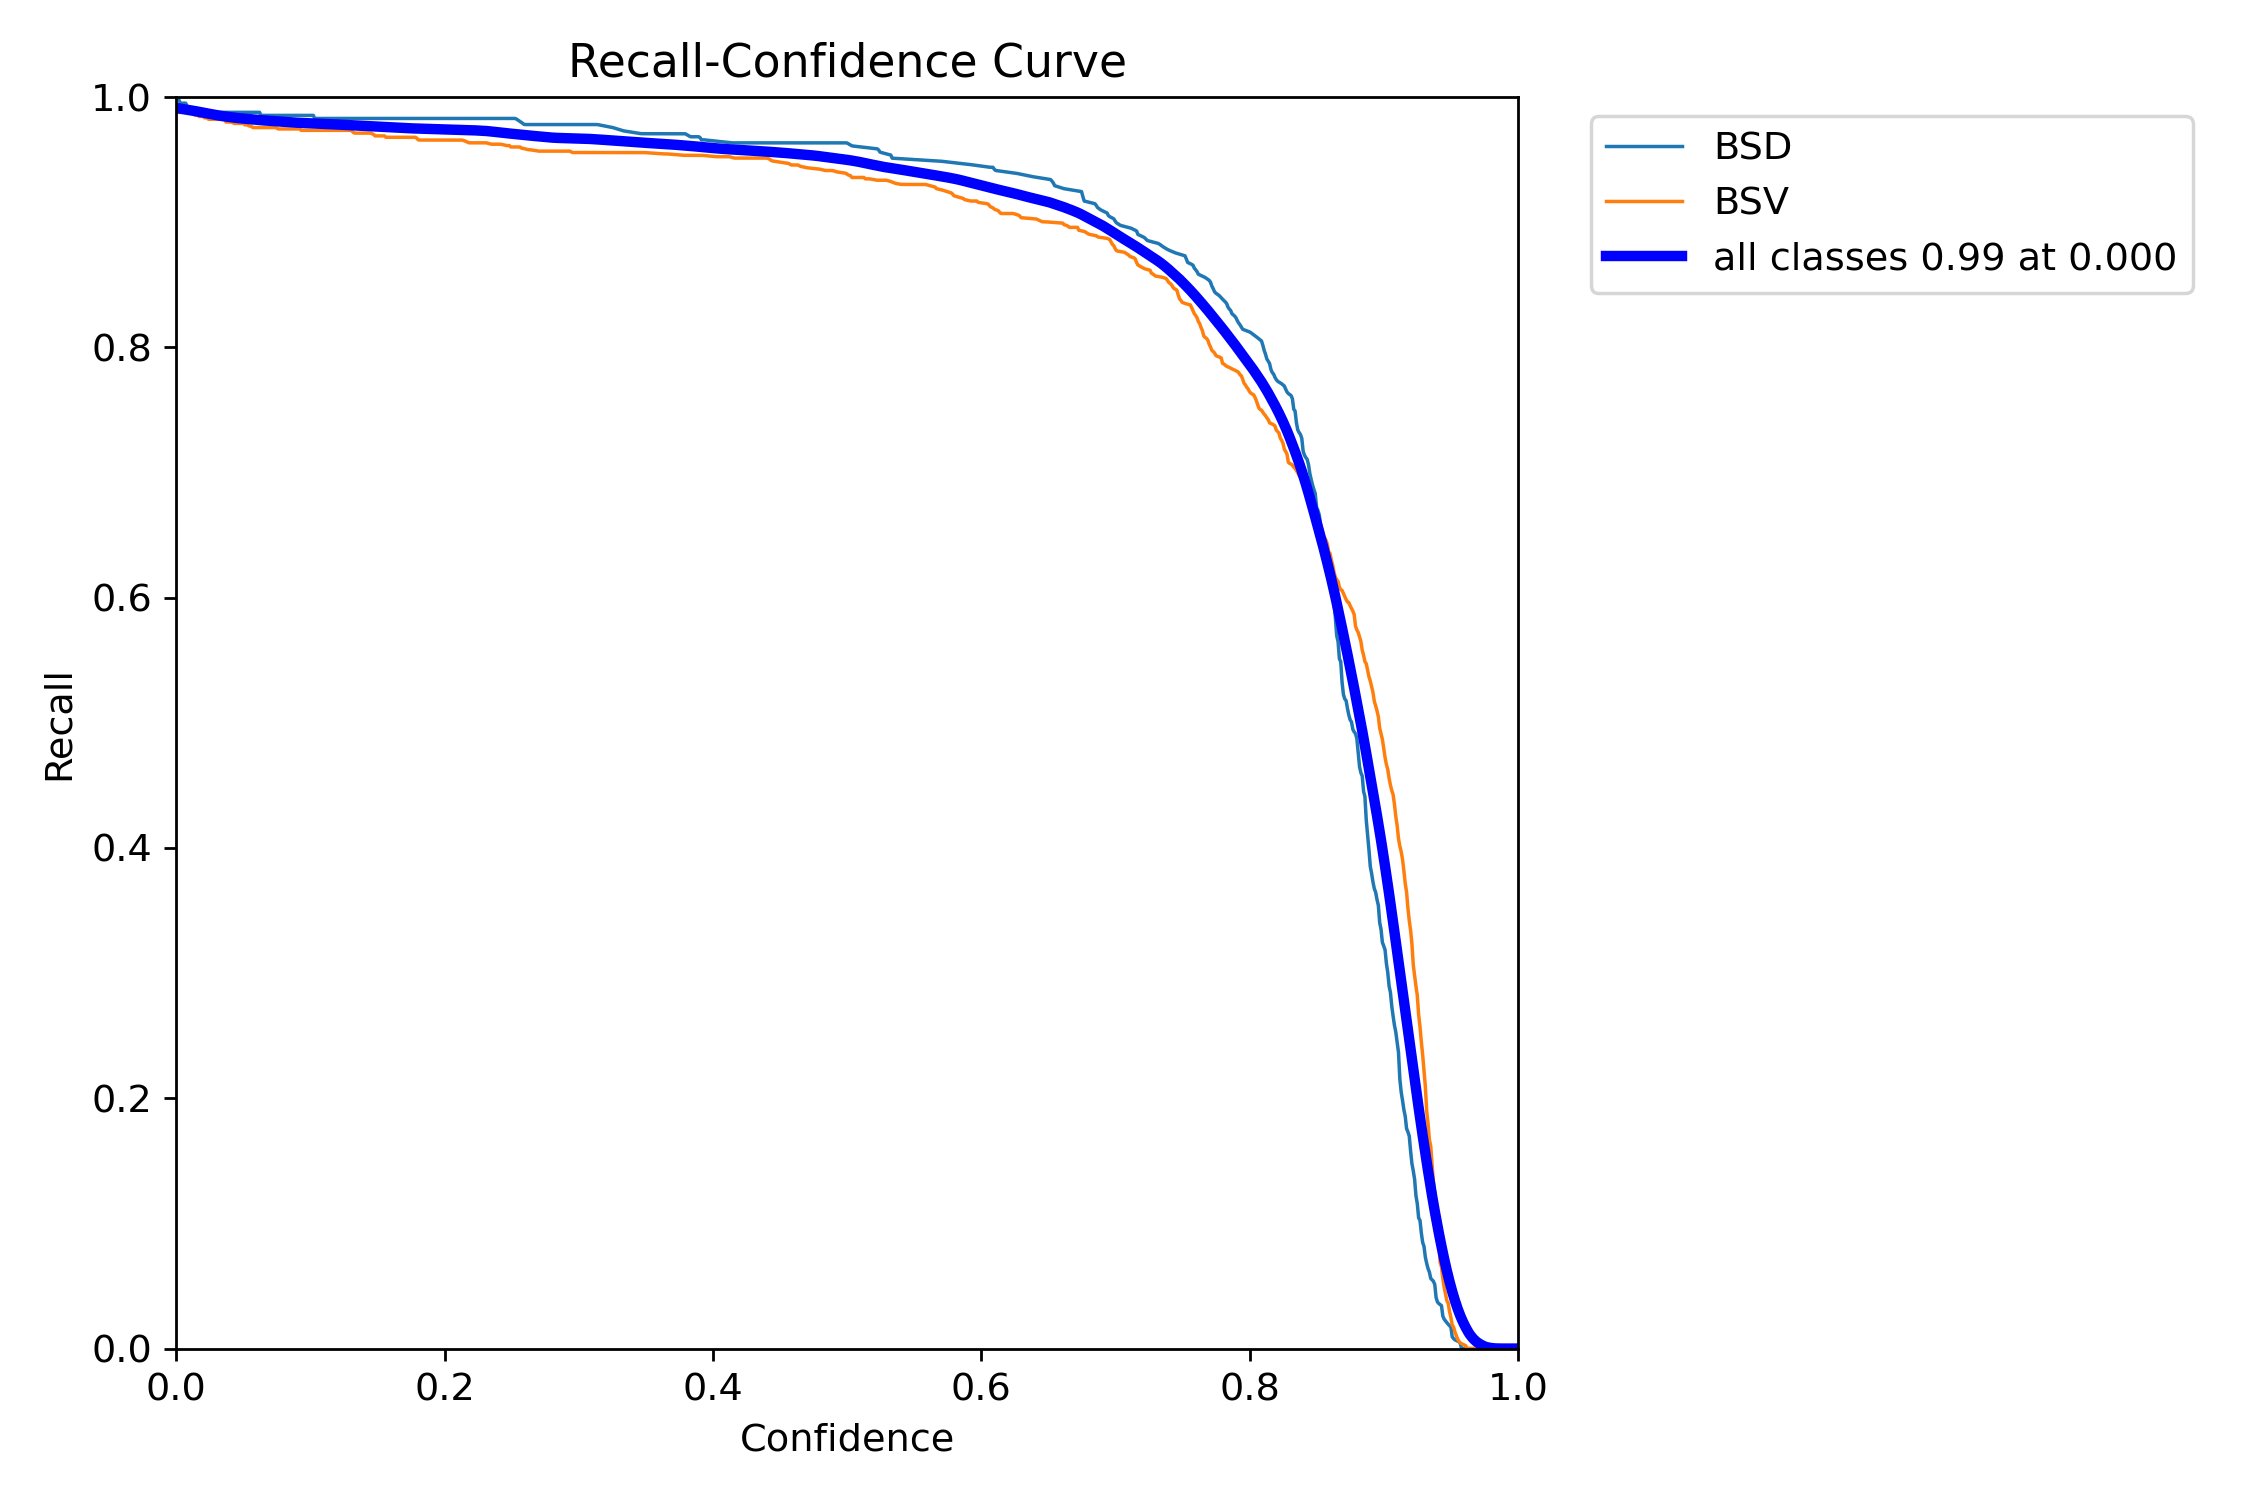 Recall-Confidence Curve
1.0
0.8
0.6
0.4
0.2
0.0
Recall
0.0 0.2 0.4 0.6 0.8 1.0
Confidence
BSD
BSV
all classes 0.99 at 0.000